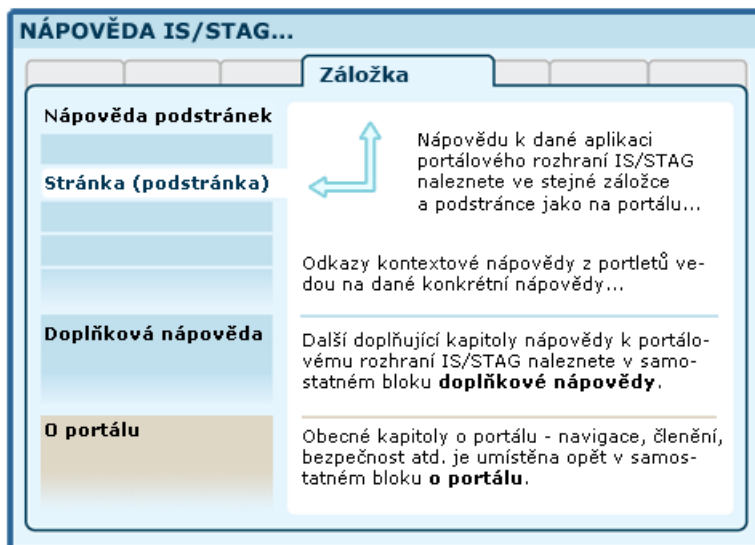 NÁPOVĚDA IS/STAG...
Záložka
Nápověda podstránek
Stránka (podstránka)
Nápovědu k dané aplikaci
portálového rozhraní IS/STAG
naleznete ve stejné záložce
a podstránce jako na portálu...
Odkazy kontextové nápovědy z portletů ve-
dou na dané konkrétní nápovědy...
Doplňková nápověda
Další doplňující kapitoly nápovědy k portálo-
vému rozhraní IS/STAG naleznete v samo-
statném bloku doplňkové nápovědy.
O portálu
Obecné kapitoly o portálu - navigace, členění,
bezpečnost atd. je umístěna opět v samos-
tatném bloku o portálu.